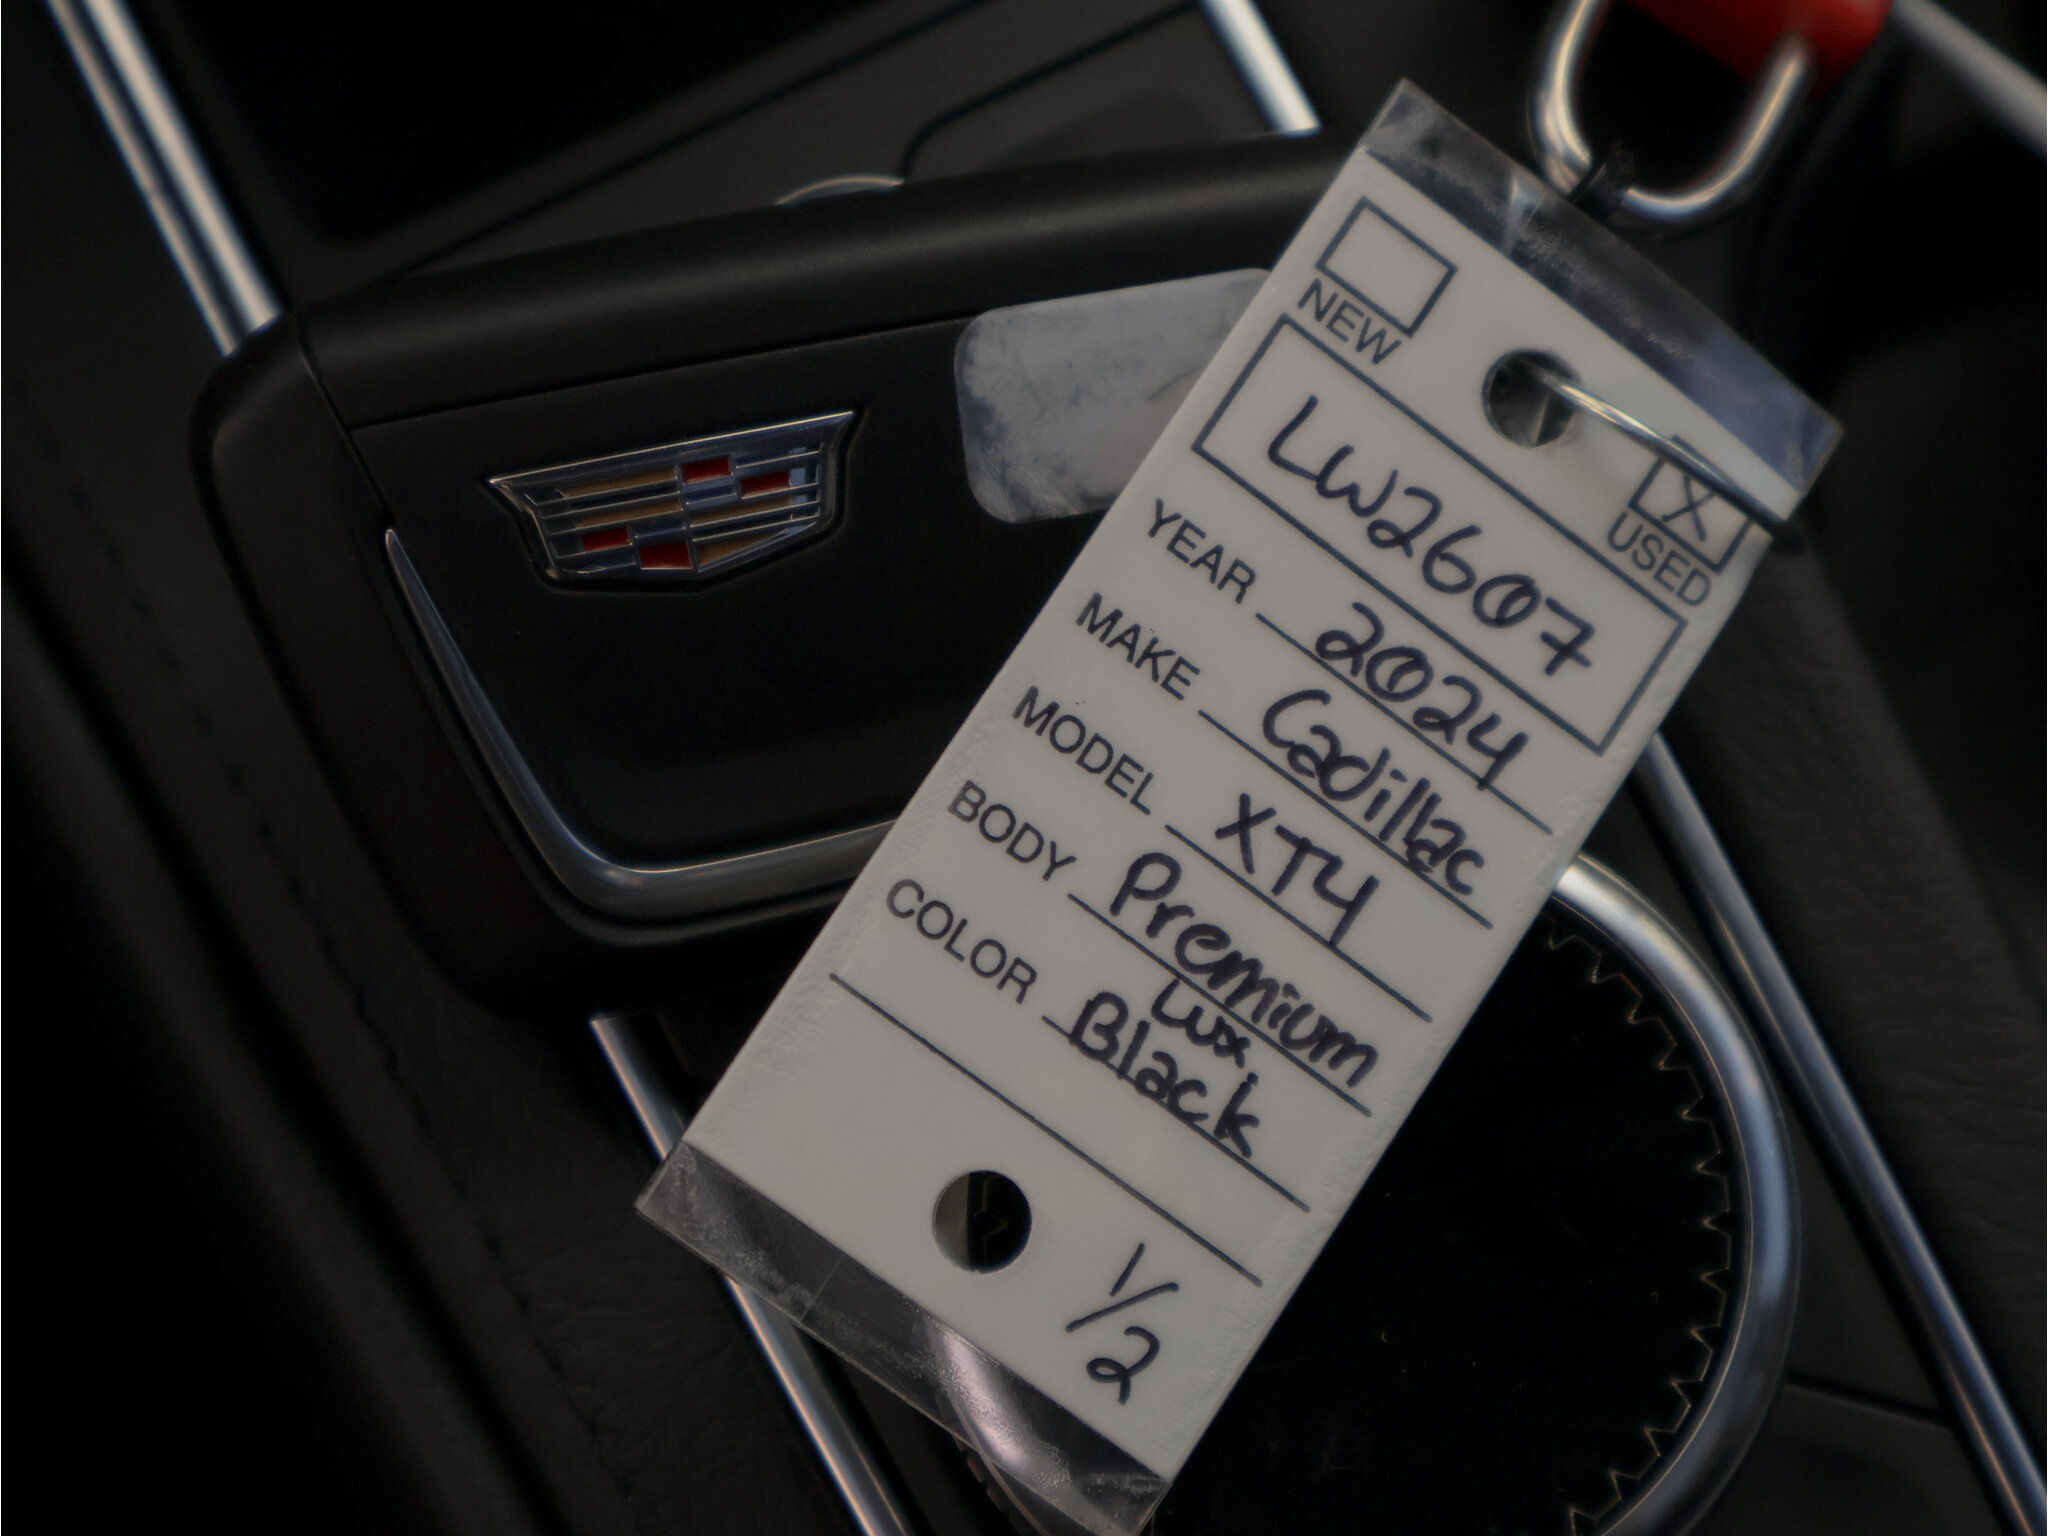 NEW
X
USED
LW2607
YEAR 2024
MAKE Cadillac
MODEL XT4
BODY Premium
Lux
COLOR Black
1/2